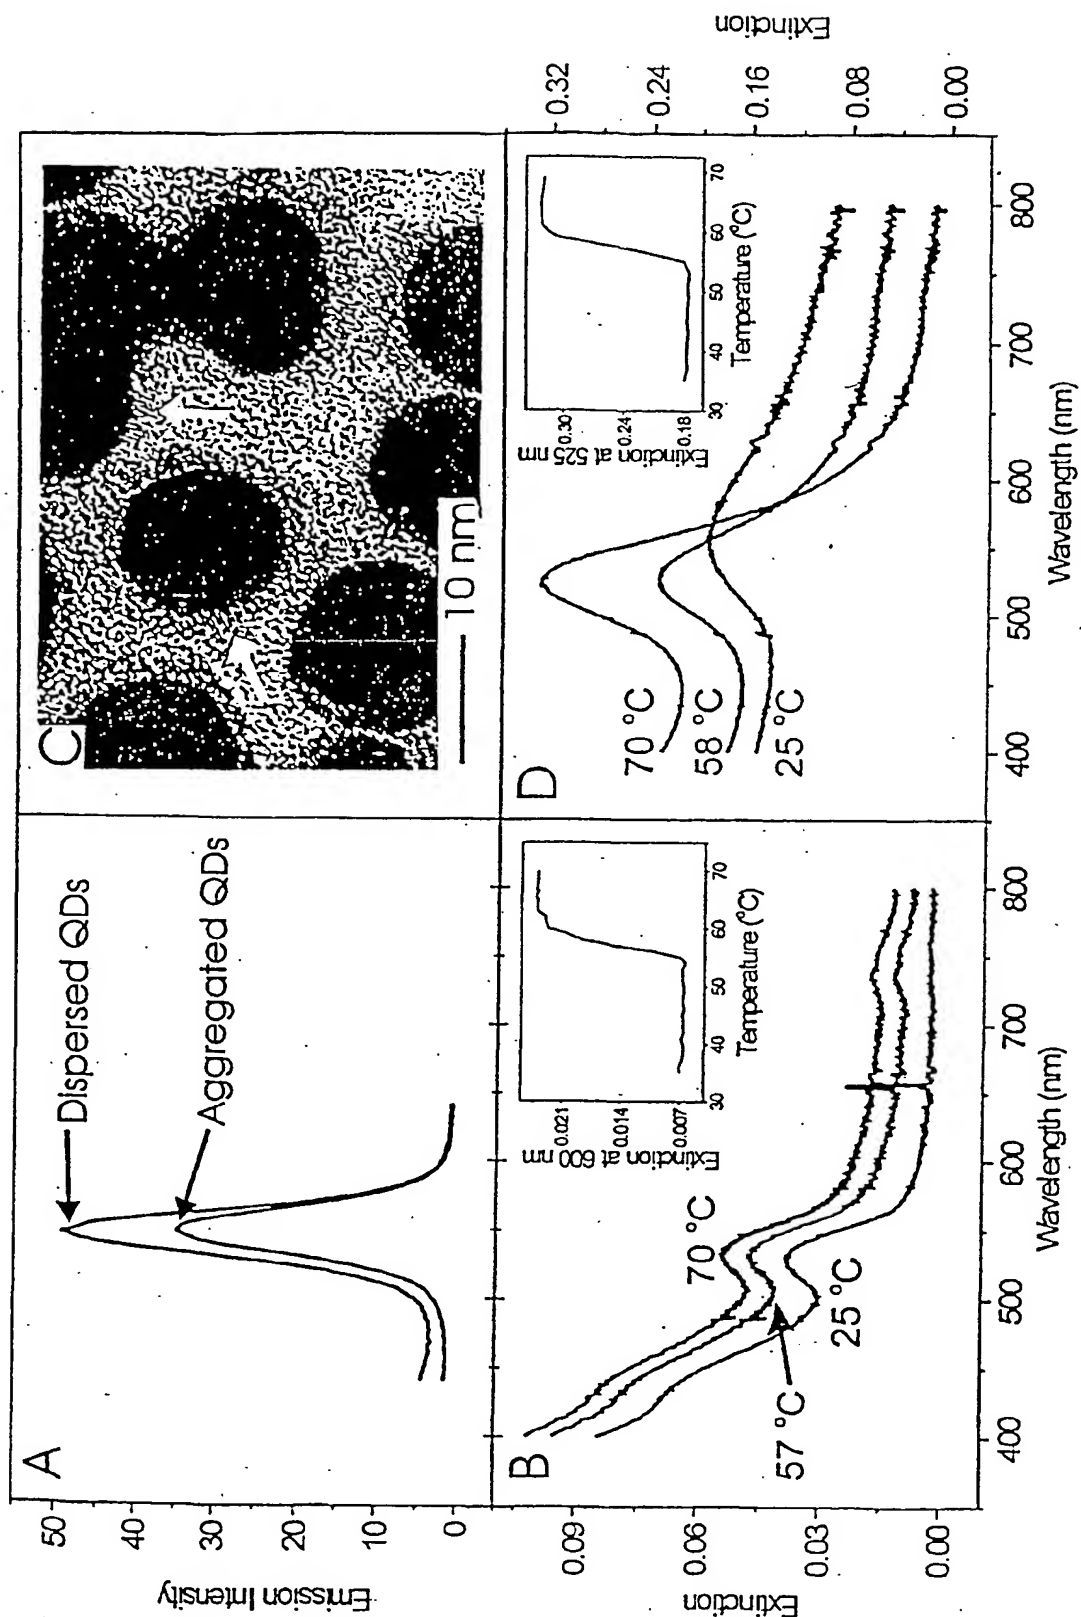 A
Dispersed QDs
Aggregated QDs
50
40
30
20
10
0
Emission Intensity
C
10 nm
B
70 °C
57 °C
25 °C
0.09
0.06
0.03
0.00
Extinction
400
500
600
700
800
Wavelength (nm)
Extinction at 600 nm
0.021
0.014
0.007
30
40
50
60
70
Temperature (°C)
D
70 °C
58 °C
25 °C
0.32
0.24
0.16
0.08
0.00
Extinction
400
500
600
700
800
Wavelength (nm)
Extinction at 525 nm
0.30
0.24
0.18
30
40
50
60
70
Temperature (°C)